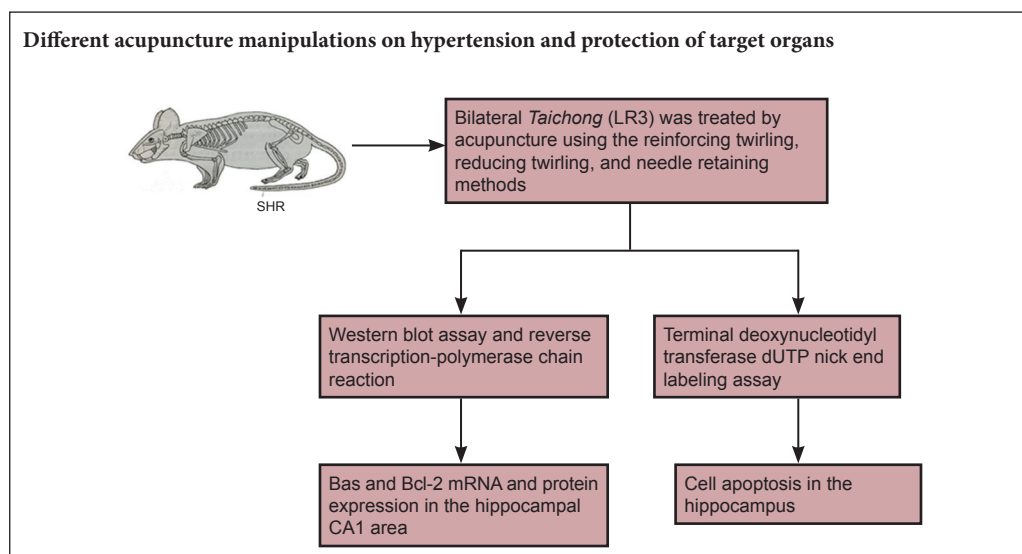 Different acupuncture manipulations on hypertension and protection of target organs
SHR
Bilateral Taichong (LR3) was treated by
acupuncture using the reinforcing twirling,
reducing twirling, and needle retaining
methods
Western blot assay and reverse
transcription-polymerase chain
reaction
Terminal deoxynucleotidyl
transferase dUTP nick end
labeling assay
Bas and Bcl-2 mRNA and protein
expression in the hippocampal
CA1 area
Cell apoptosis in the
hippocampus